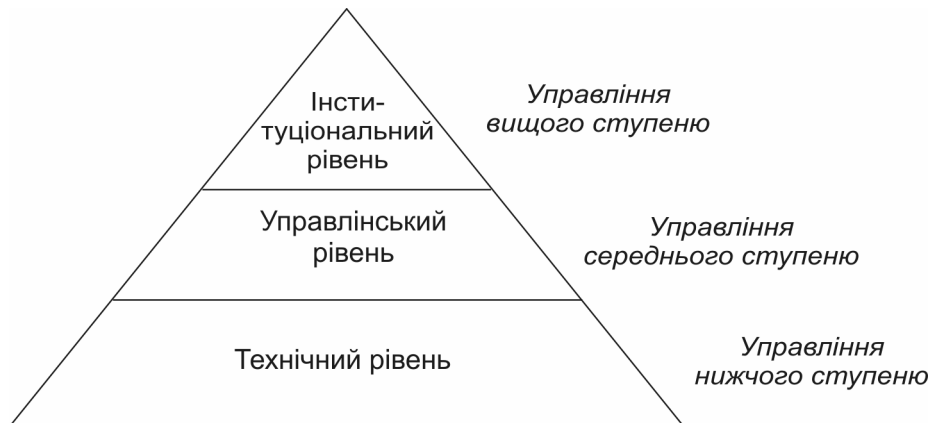 Інсти-
туціональний
рівень
Управління
вищого ступеню
Управлінський
рівень
Управління
середнього ступеню
Технічний рівень
Управління
нижчого ступеню